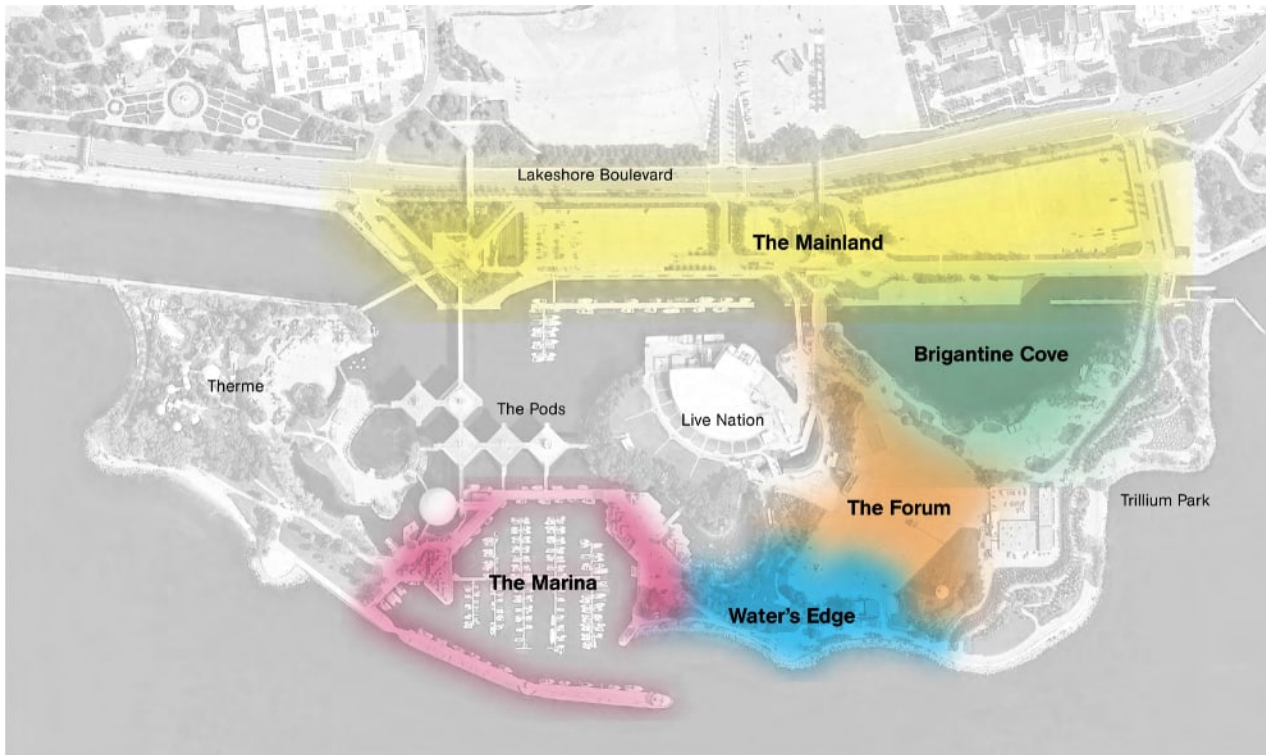 Lakeshore Boulevard
The Mainland
Brigantine Cove
Therme
The Pods
Live Nation
Trillium Park
The Forum
The Marina
Water's Edge